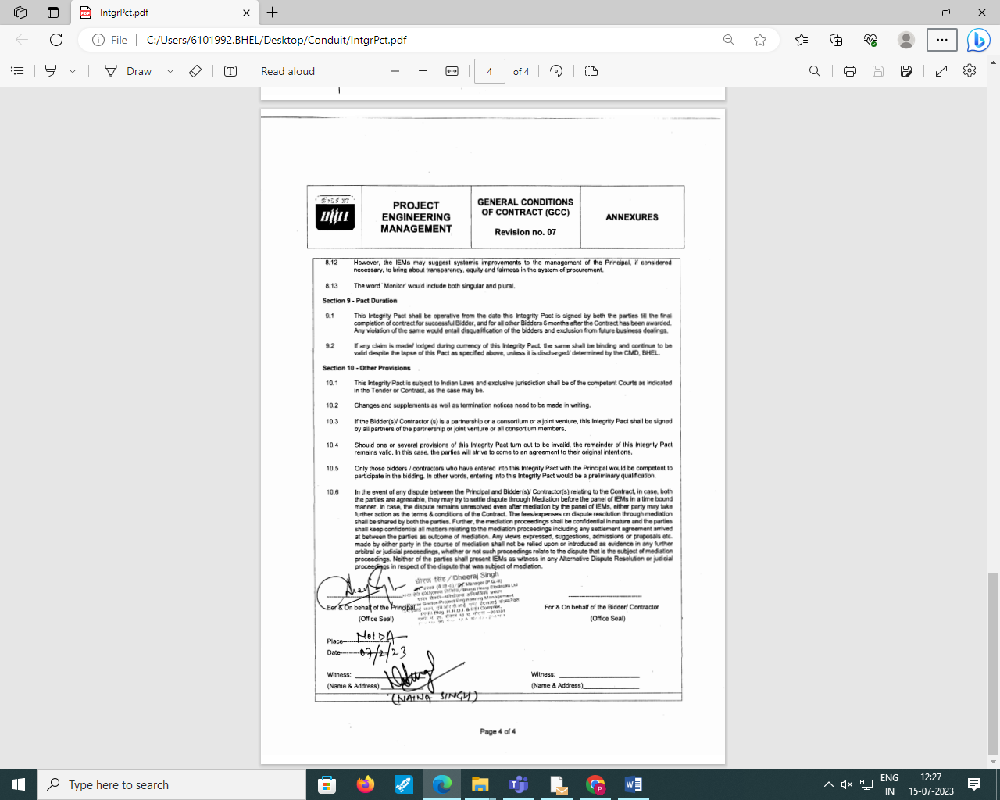 IntgrPct.pdf
File
C:/Users/6101992.BHEL/Desktop/Conduit/IntgrPct.pdf
Draw
Read aloud
4 of 4
PROJECT ENGINEERING MANAGEMENT
GENERAL CONDITIONS OF CONTRACT (GCC)
Revision no. 07
ANNEXURES
8.12 However, the IEMs may suggest systemic improvements to the management of the Principal, if considered
necessary, to bring about transparency, equity and fairness in the system of procurement.
8.13 The word 'Monitor' would include both singular and plural.
Section 9 - Pact Duration
9.1 This Integrity Pact shall be operative from the date this Integrity Pact is signed by both the parties till the final
completion of contract for successful Bidder, and for all other Bidders 6 months after the Contract has been awarded.
Any violation of the same would entail disqualification of the bidders and exclusion from future business dealings.
9.2 If any claim is made/ lodged during currency of this Integrity Pact, the same shall be binding and continue to be
valid despite the lapse of this Pact as specified above, unless it is discharged/ determined by the CMD, BHEL.
Section 10 - Other Provisions
10.1 This Integrity Pact is subject to Indian Laws and exclusive jurisdiction shall be of the competent Courts as indicated
in the Tender or Contract, as the case may be.
10.2 Changes and supplements as well as termination notices need to be made in writing.
10.3 If the Bidder(s)/ Contractor (s) is a partnership or a consortium or a joint venture, this Integrity Pact shall be signed
by all partners of the partnership or joint venture or all consortium members.
10.4 Should one or several provisions of this Integrity Pact turn out to be invalid, the remainder of this Integrity Pact
remains valid. In this case, the parties will strive to come to an agreement to their original intentions.
10.5 Only those bidders / contractors who have entered into this Integrity Pact with the Principal would be competent to
participate in the bidding. In other words, entering into this Integrity Pact would be a preliminary qualification.
10.6 In the event of any dispute between the Principal and Bidder(s)/ Contractor(s) relating to the Contract, in case, both
the parties are agreeable, they may try to settle dispute through Mediation before the panel of IEMs in a time bound
manner. In case, the dispute remains unresolved even after mediation by the panel of IEMs, either party may take
further action as the terms & conditions of the Contract. The fees/expenses on dispute resolution through mediation
shall be shared by both the parties. Further, the mediation proceedings shall be confidential in nature and the parties
shall keep confidential all matters relating to the mediation proceedings including any settlement agreement arrived
at between the parties as outcome of mediation. Any views expressed, suggestions, admissions or proposals etc.
made by either party in the course of mediation shall not be relied upon or introduced as evidence in any further
arbitral or judicial proceedings, whether or not such proceedings relate to the dispute that is the subject of mediation
proceedings. Neither of the parties shall present IEMs as witness in any Alternative Dispute Resolution or judicial
proceedings in respect of the dispute that was subject of mediation.
धीरज सिंह / Dheeraj Singh
Bharat Heavy Electricals Ltd
Project Engineering Management
For & On behalf of the Principal
(Office Seal)
For & On behalf of the Bidder/ Contractor
(Office Seal)
Place NOIDA
Date 07/2/23
Witness:
(Name & Address)
(NAINA SINGH)
Witness:
(Name & Address)
Page 4 of 4
Type here to search
ENG
IN
12:27
15-07-2023